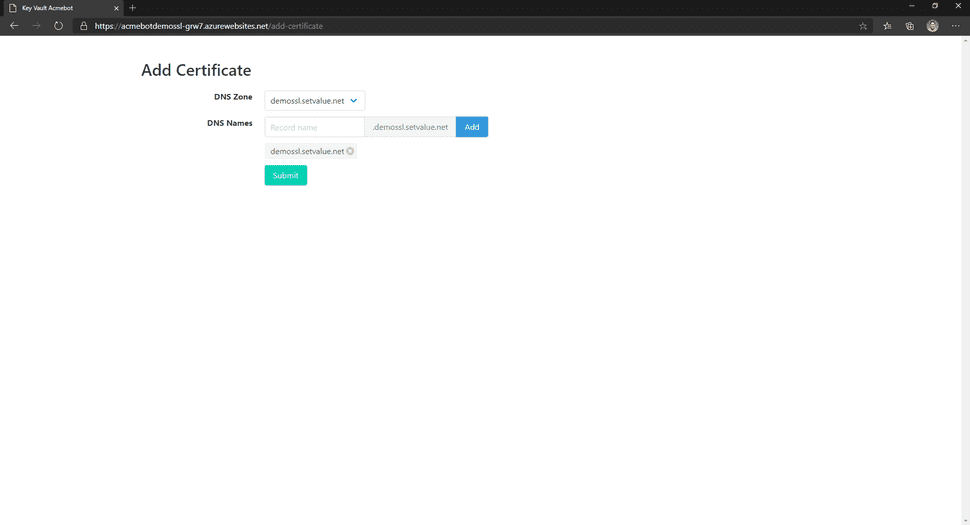 Key Vault Acmebot
https://acmebotdemossl-grw7.azurewebsites.net/add-certificate
Add Certificate
DNS Zone
demossl.setvalue.net
DNS Names
Record name
.demossl.setvalue.net
Add
demossl.setvalue.net
Submit